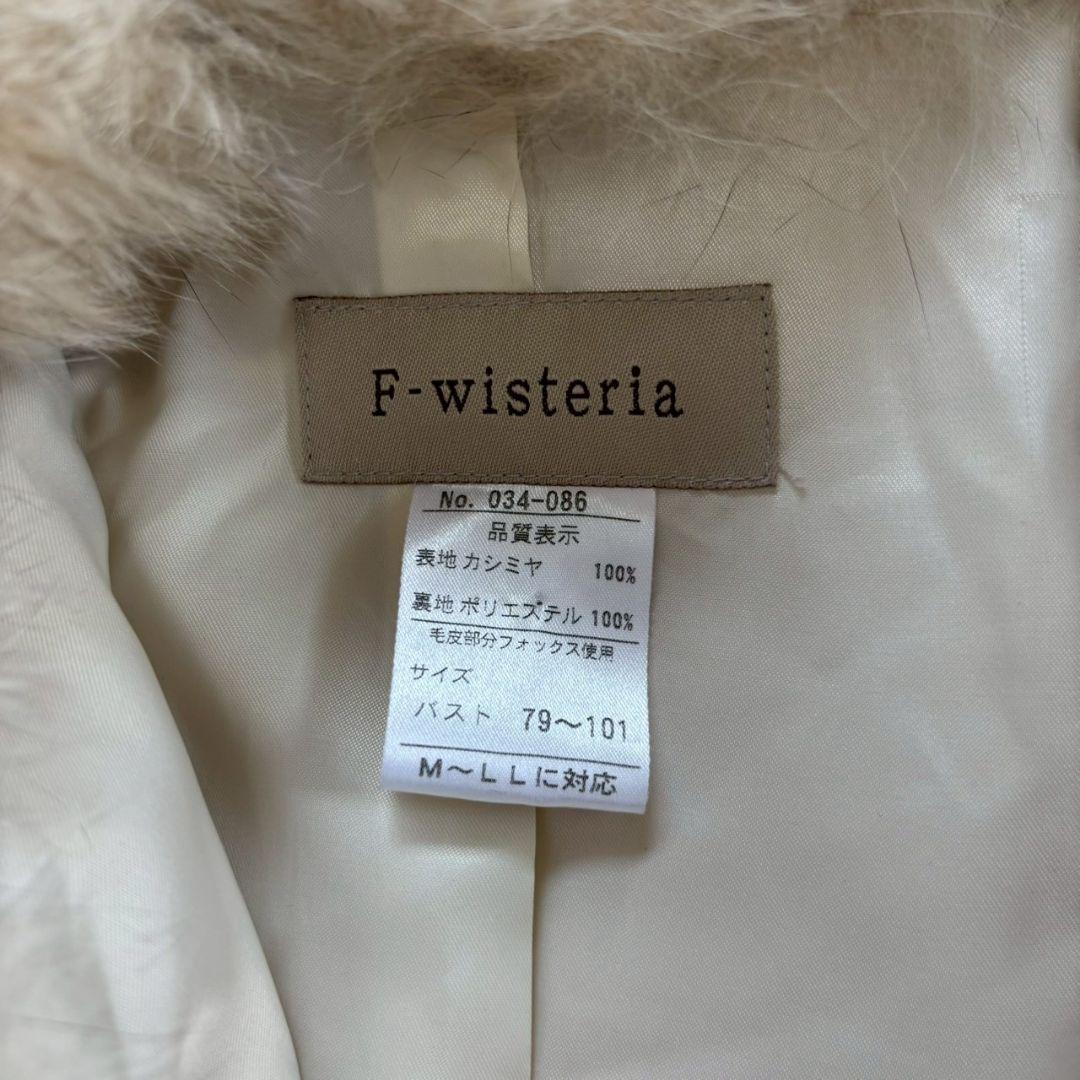 F-wisteria
No. 034-086
品質表示
表地 カシミヤ 100%
裏地 ポリエステル 100%
毛皮部分フォックス使用
サイズ
バスト 79～101
M～LLに対応